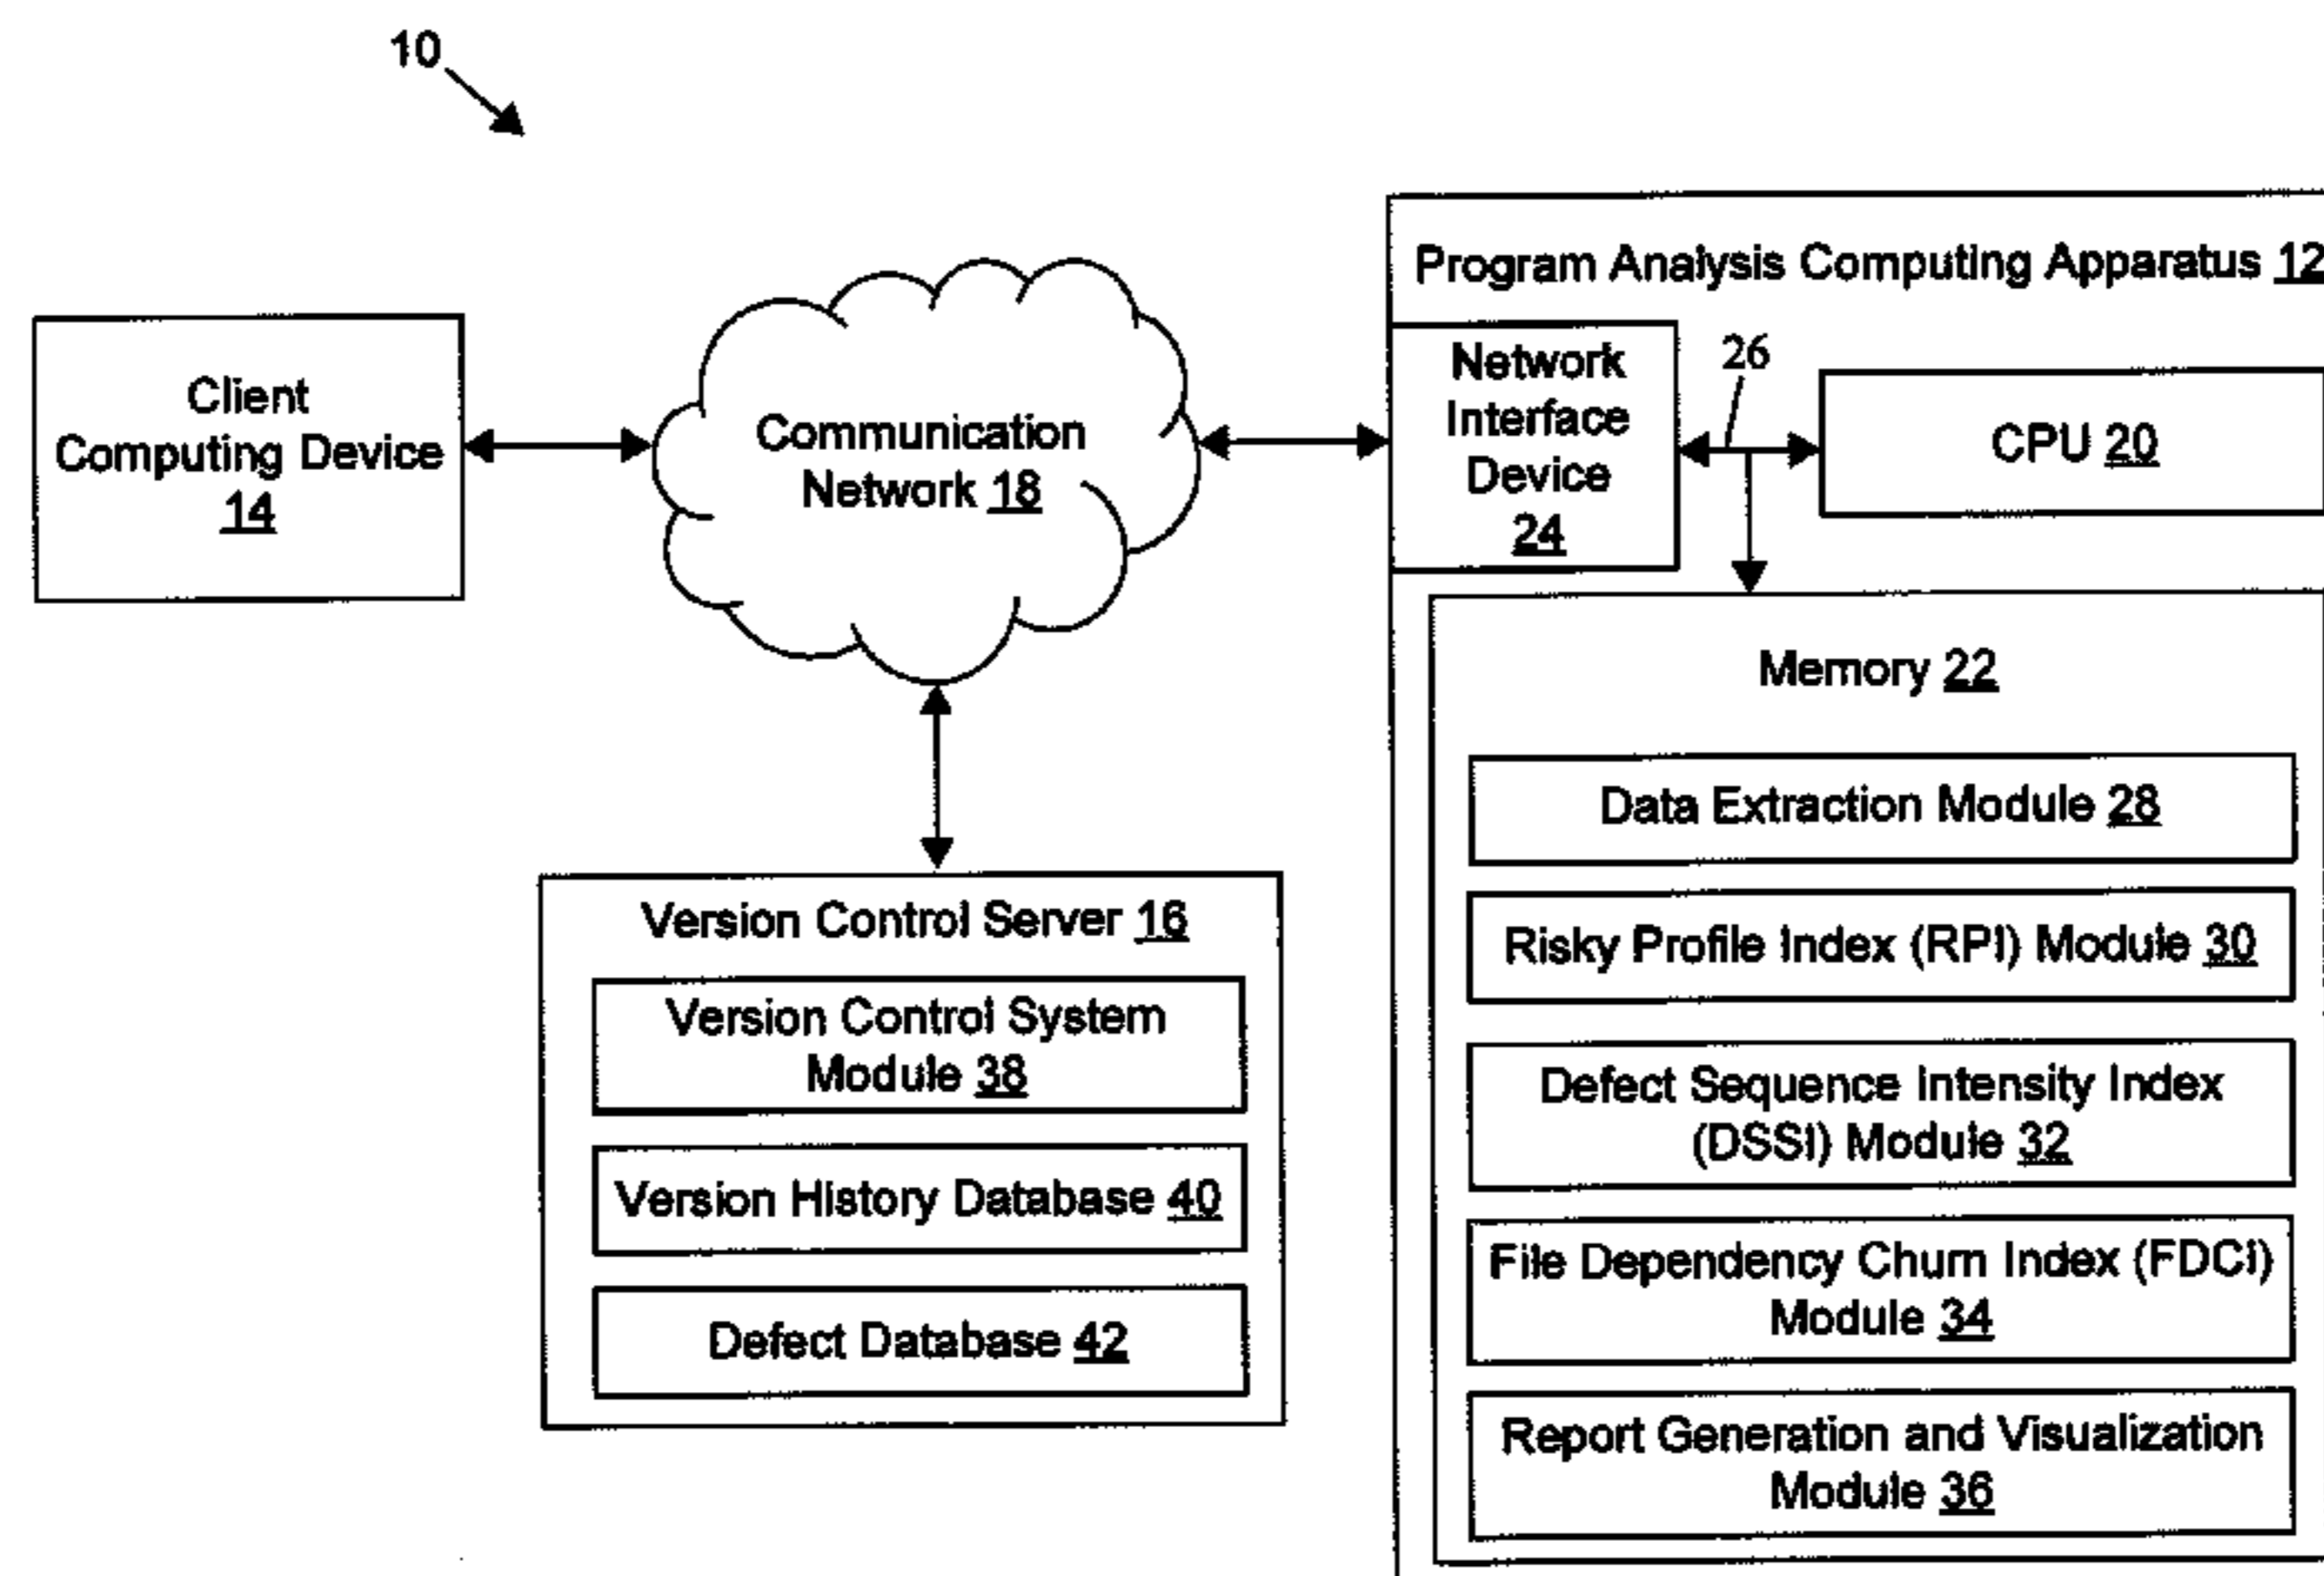 10
Program Analysis Computing Apparatus 12
Client
Computing Device
14
Communication
Network 18
Network
Interface
Device
24
26
CPU 20
Memory 22
Data Extraction Module 28
Risky Profile Index (RPI) Module 30
Defect Sequence Intensity Index
(DSSI) Module 32
File Dependency Churn Index (FDCI)
Module 34
Report Generation and Visualization
Module 36
Version Control Server 16
Version Control System
Module 38
Version History Database 40
Defect Database 42